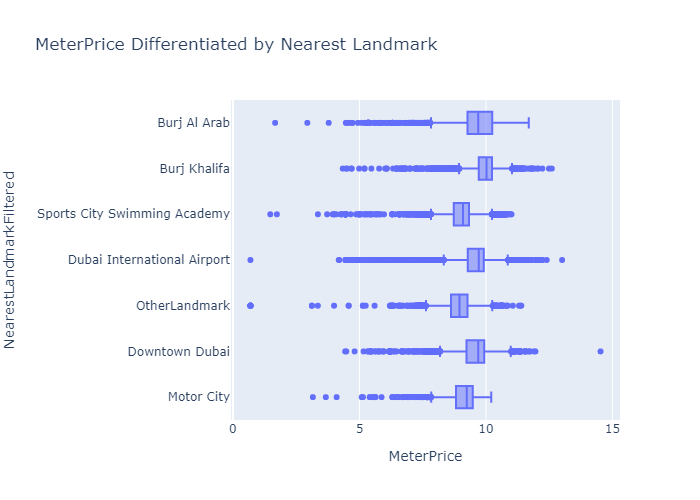 MeterPrice Differentiated by Nearest Landmark
NearestLandmarkFiltered
Burj Al Arab
Burj Khalifa
Sports City Swimming Academy
Dubai International Airport
OtherLandmark
Downtown Dubai
Motor City
0 5 10 15
MeterPrice